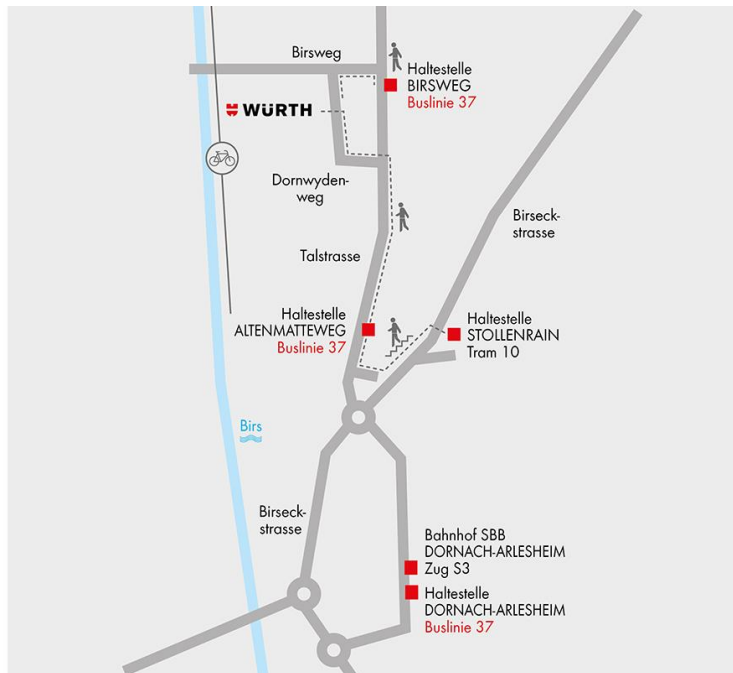 Birsweg
Haltestelle
BIRSWEG
Buslinie 37
WÜRTH
Dornwyden-
weg
Birseck-
strasse
Talstrasse
Haltestelle
ALTENMATTEWEG
Buslinie 37
Haltestelle
STOLLENRAIN
Tram 10
Birs
Birseck-
strasse
Bahnhof SBB
DORNACH-ARLESHEIM
Zug S3
Haltestelle
DORNACH-ARLESHEIM
Buslinie 37